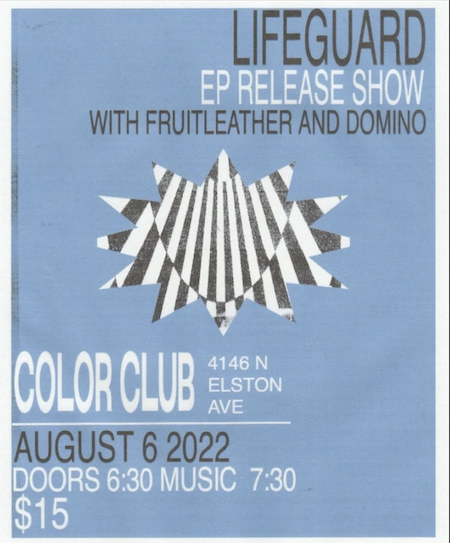 LIFEGUARD
EP RELEASE SHOW
WITH FRUITLEATHER AND DOMINO
COLOR CLUB
4146 N
ELSTON
AVE
AUGUST 6 2022
DOORS 6:30 MUSIC 7:30
$15